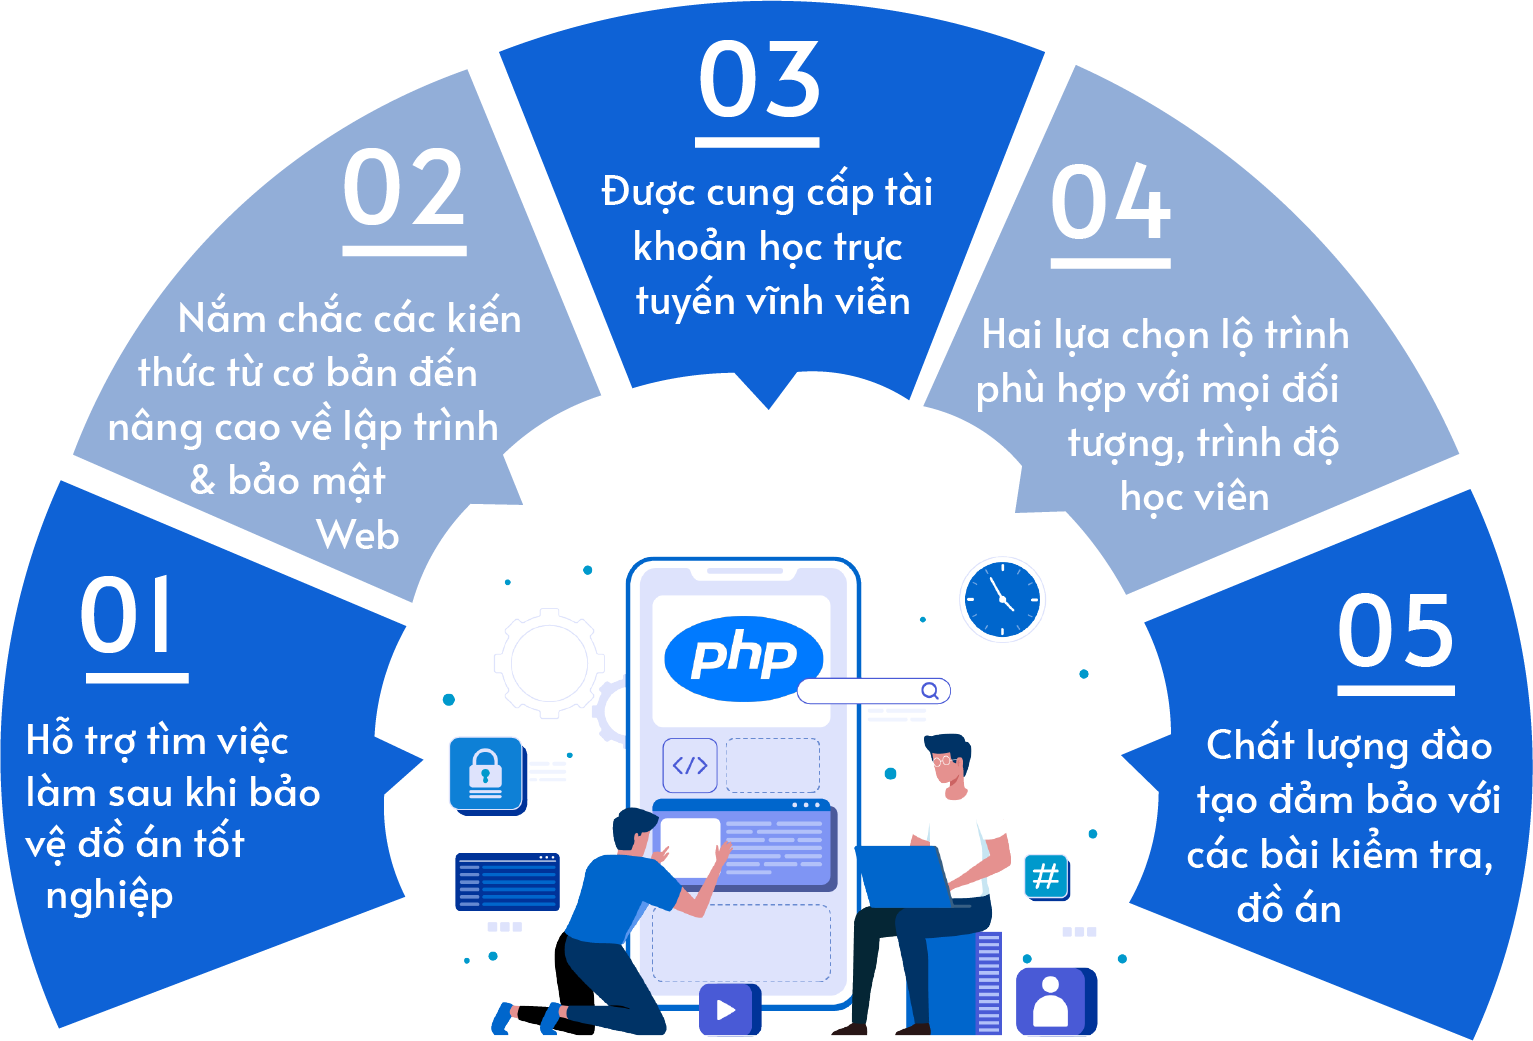 01
Hỗ trợ tìm việc
làm sau khi bảo
vệ đồ án tốt
nghiệp
02
Nắm chắc các kiến
thức từ cơ bản đến
nâng cao về lập trình
& bảo mật
Web
03
Được cung cấp tài
khoản học trực
tuyến vĩnh viễn
04
Hai lựa chọn lộ trình
phù hợp với mọi đối
tượng, trình độ
học viên
05
Chất lượng đào
tạo đảm bảo với
các bài kiểm tra,
đồ án
php
</>
#